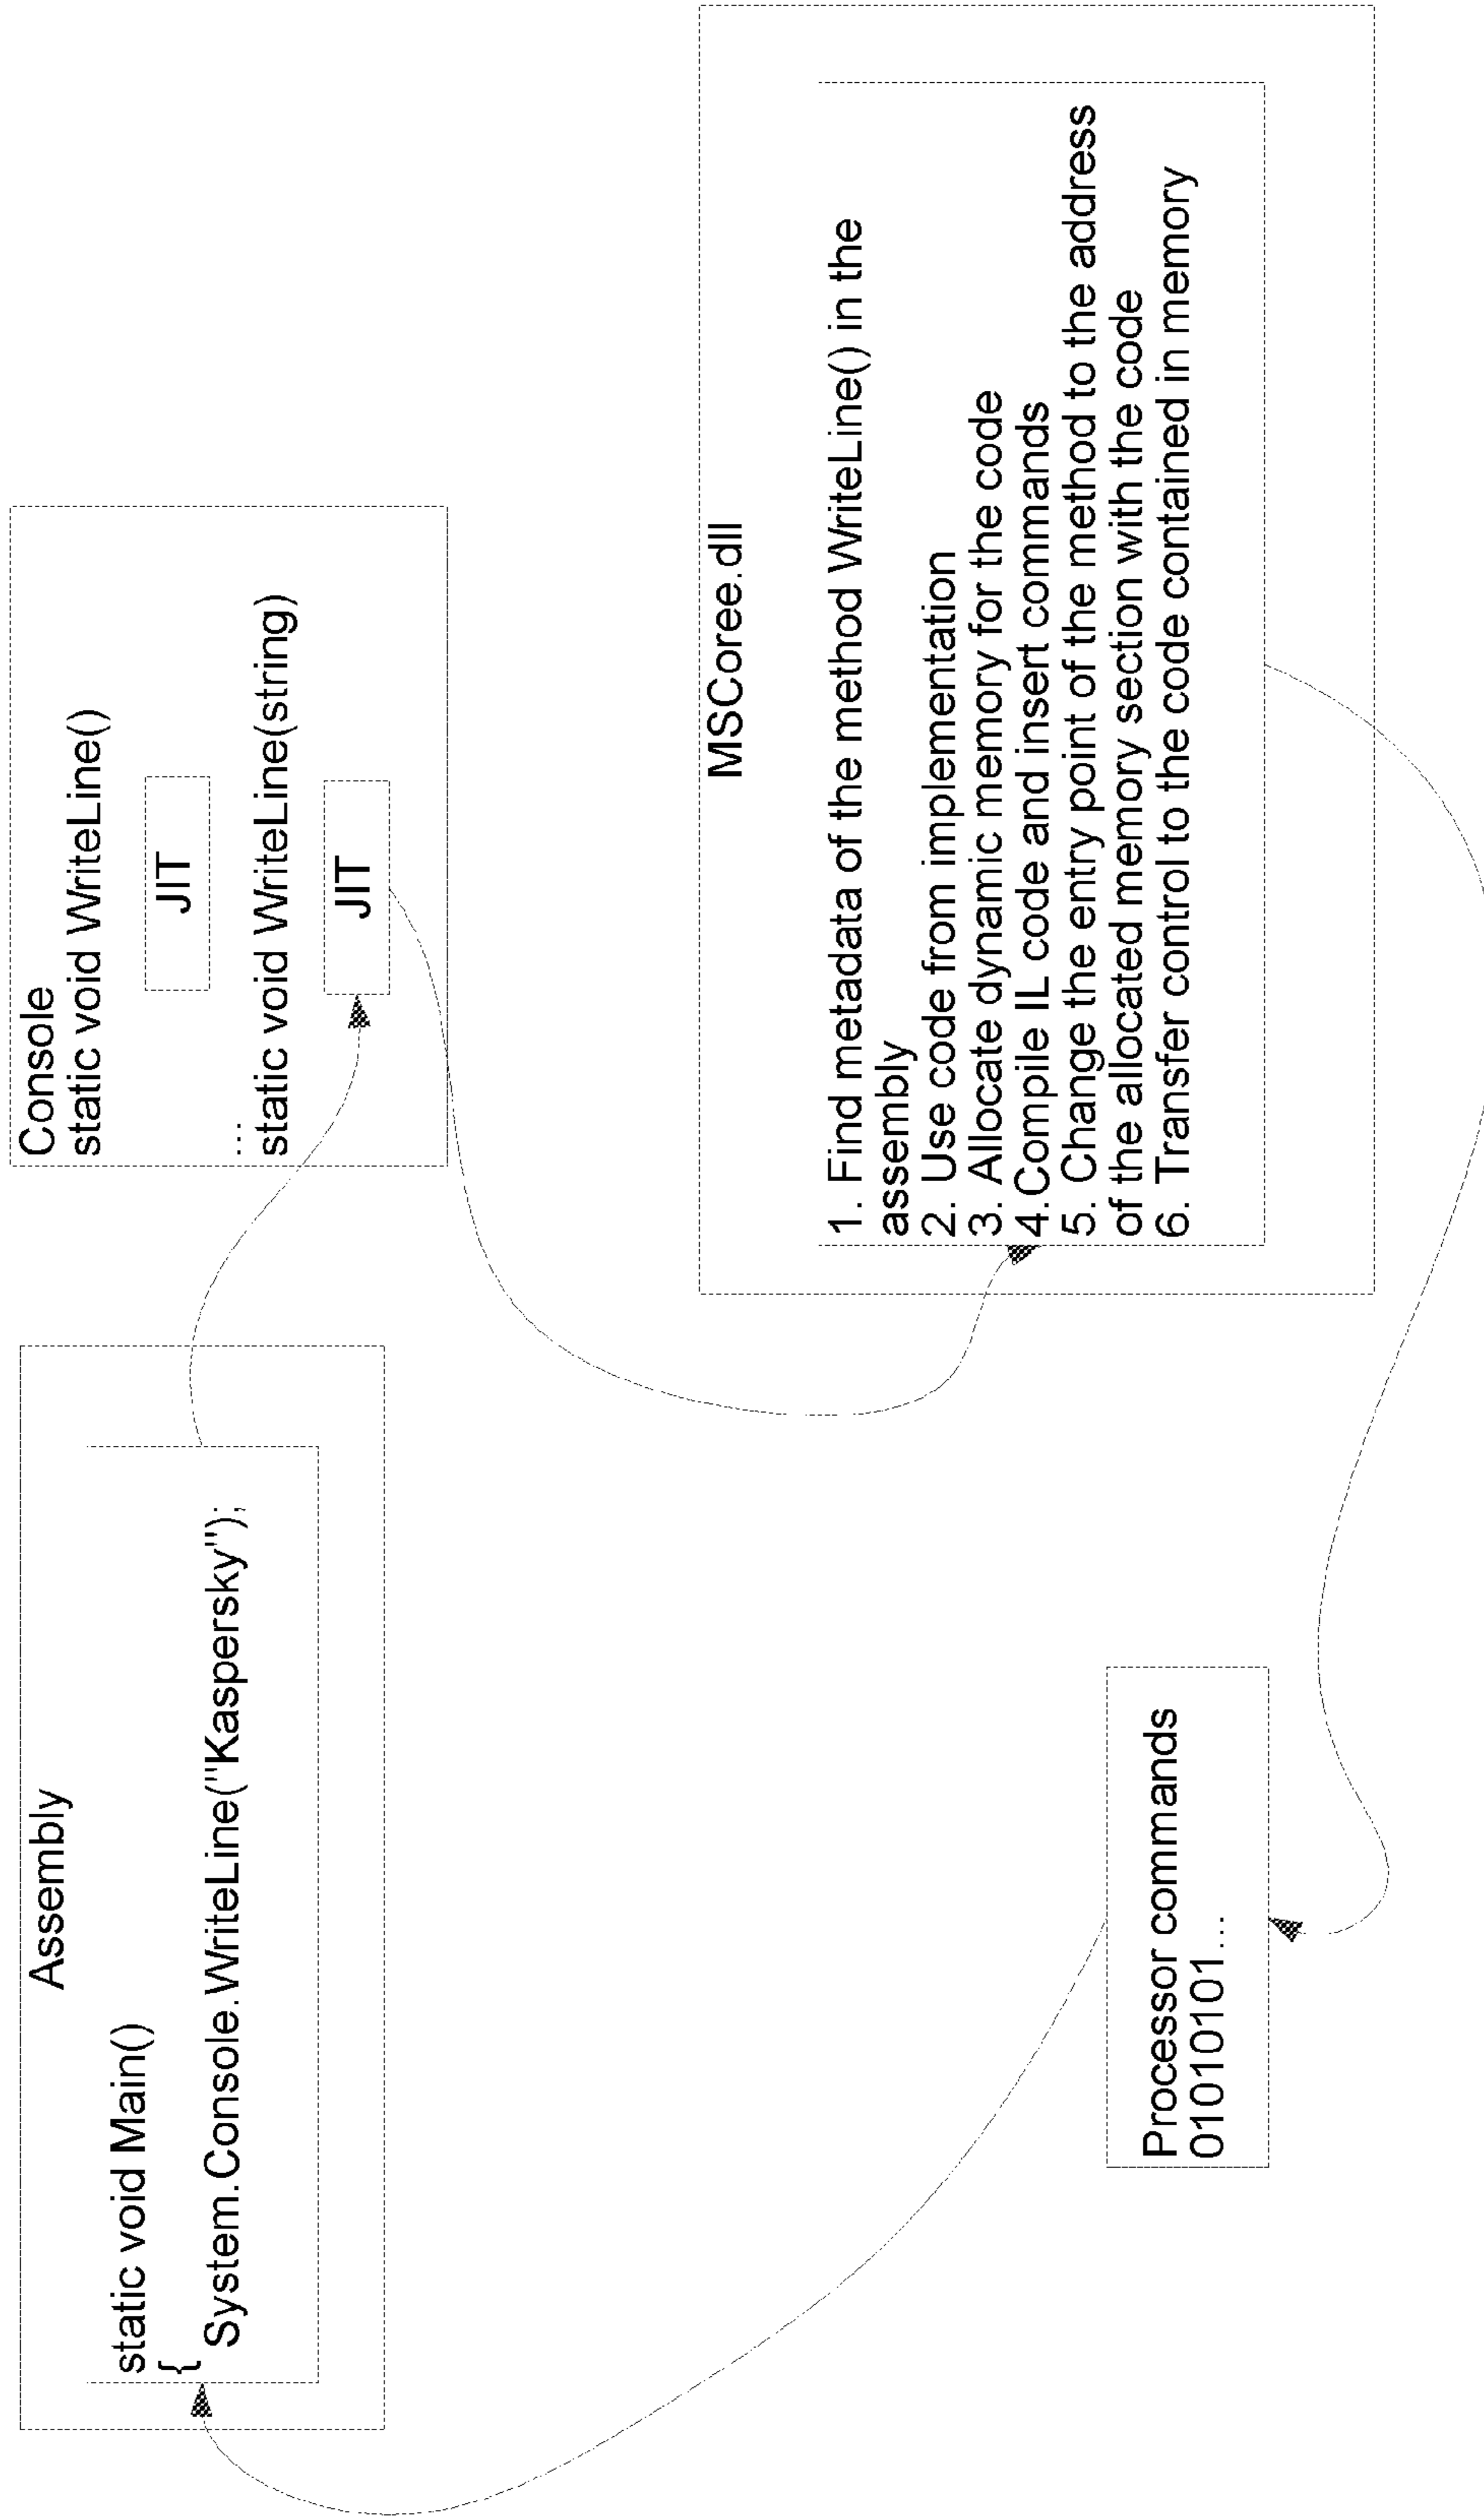 Assembly
static void Main()
{
System.Console.WriteLine("Kaspersky");
Console
static void WriteLine()
JIT
...
static void WriteLine(string)
JIT
MSCoree.dll
1. Find metadata of the method WriteLine() in the
assembly
2. Use code from implementation
3. Allocate dynamic memory for the code
4. Compile IL code and insert commands
5. Change the entry point of the method to the address
of the allocated memory section with the code
6. Transfer control to the code contained in memory
Processor commands
01010101...